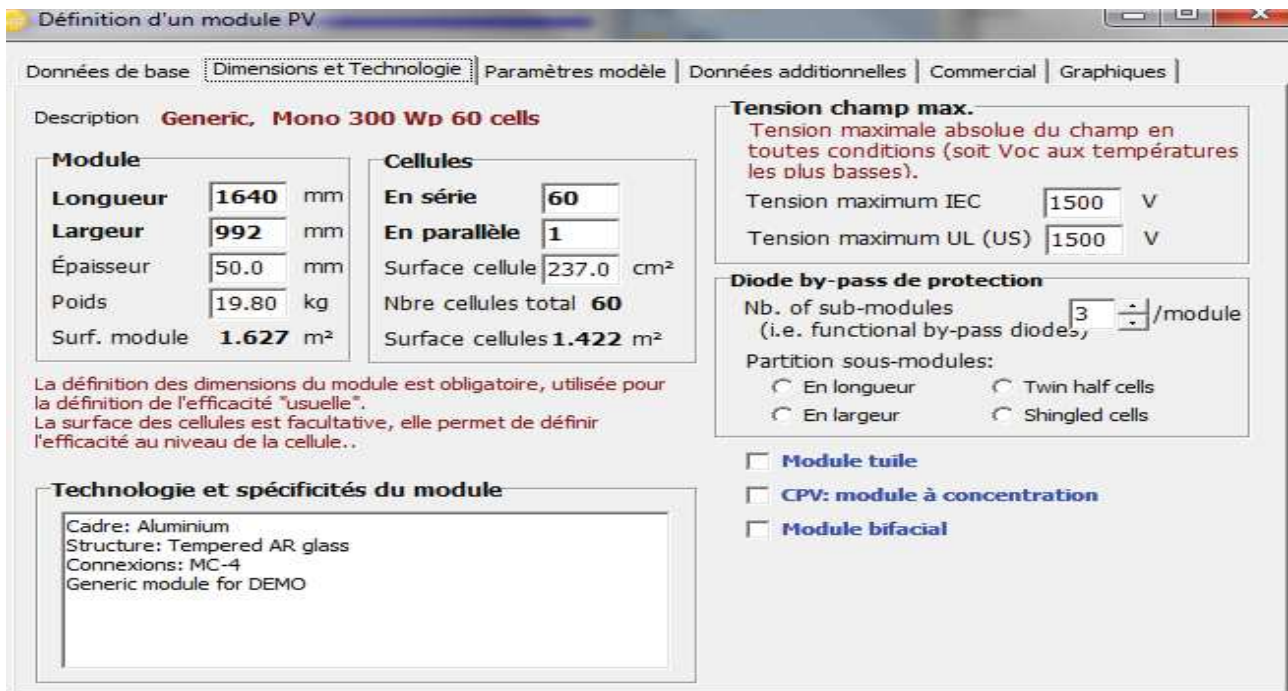 Définition d'un module PV
Données de base Dimensions et Technologie Paramètres modèle Données additionnelles Commercial Graphiques
Description Generic, Mono 300 Wp 60 cells
Module
Longueur 1640 mm
Largeur 992 mm
Épaisseur 50.0 mm
Poids 19.80 kg
Surf. module 1.627 m²
Cellules
En série 60
En parallèle 1
Surface cellule 237.0 cm²
Nbre cellules total 60
Surface cellules 1.422 m²
La définition des dimensions du module est obligatoire, utilisée pour
la définition de l'efficacité "usuelle".
La surface des cellules est facultative, elle permet de définir
l'efficacité au niveau de la cellule..
Technologie et spécificités du module
Cadre: Aluminium
Structure: Tempered AR glass
Connexions: MC-4
Generic module for DEMO
Tension champ max.
Tension maximale absolue du champ en
toutes conditions (soit Voc aux températures
les plus basses).
Tension maximum IEC 1500 V
Tension maximum UL (US) 1500 V
Diode by-pass de protection
Nb. of sub-modules 3 /module
(i.e. functional by-pass diodes)
Partition sous-modules:
En longueur Twin half cells
En largeur Shingled cells
Module tuile
CPV: module à concentration
Module bifacial